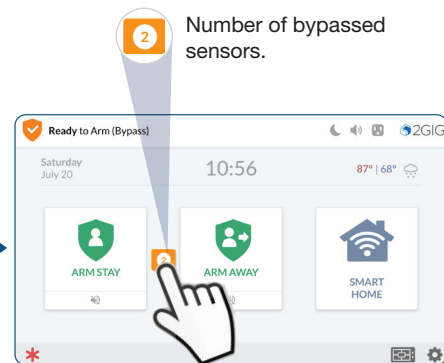 2
Number of bypassed
sensors.
Ready to Arm (Bypass)
2GIG
Saturday
July 20
10:56
87° | 68°
2
ARM STAY
ARM AWAY
SMART
HOME